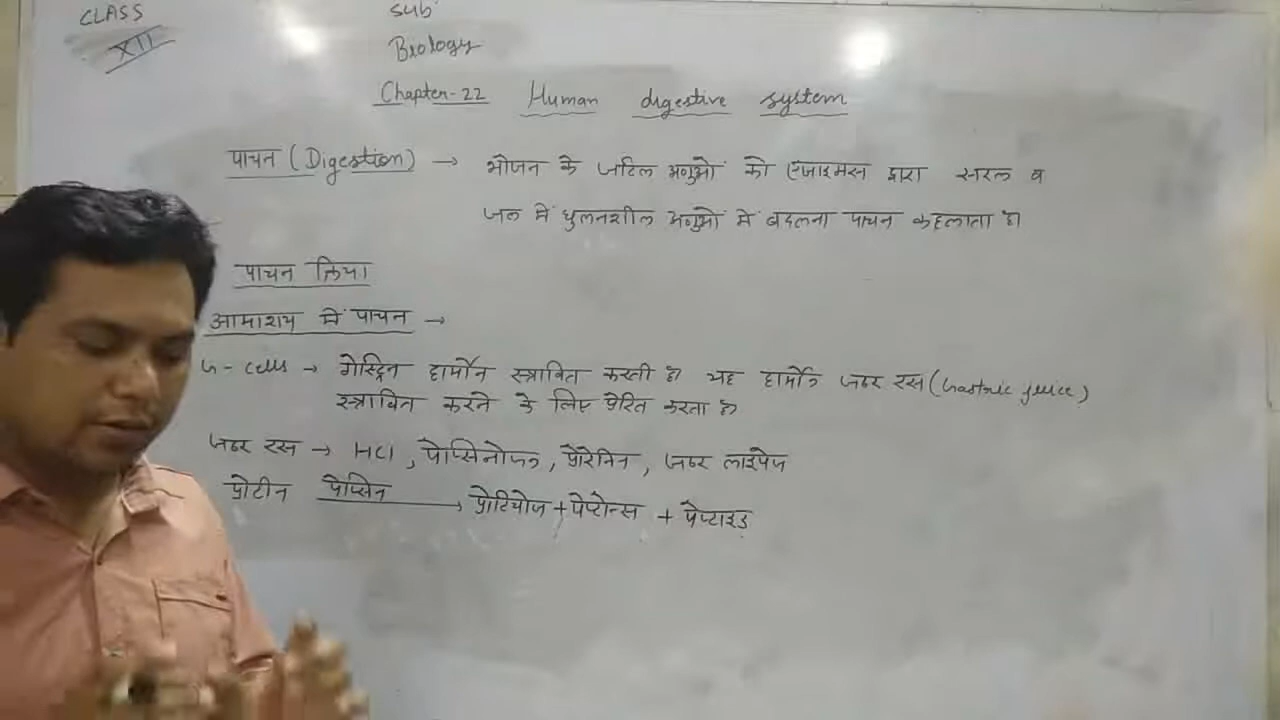 CLASS
XII
Sub
Biology
Chapter-22 Human digestive system
पाचन (Digestion) → भोजन के जटिल अणुओं को एंजाइमस द्वारा सरल व
जल में घुलनशील अणुओं में बदलना पाचन कहलाता है।
पाचन क्रिया
आमाशय में पाचन →
G-cells → गेस्ट्रिन हार्मोन स्त्रावित करती है। यह हार्मोन जठर रस (Gastric juice)
स्त्रावित करने के लिए प्रेरित करता है।
जठर रस → HCl, पेप्सिनोजन, प्रोरेनिन, जठर लाइपेज
प्रोटीन पेप्सिन → प्रोटियोज + पेप्टोन्स + पेप्टाइड